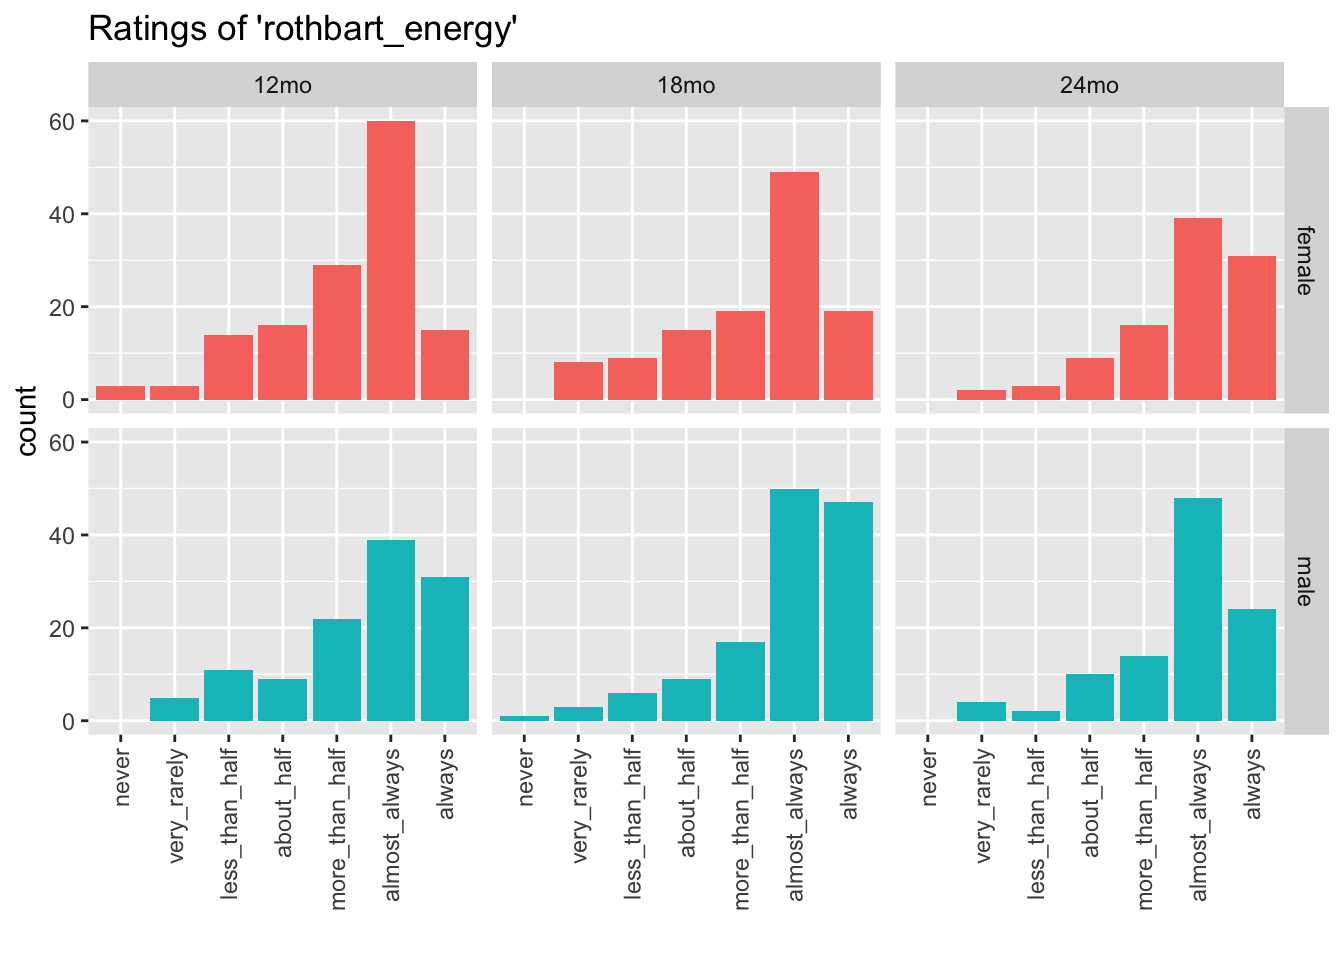 Ratings of 'rothbart_energy'
12mo 18mo 24mo
60
40
20
0
female
count
60
40
20
0
male
never very_rarely less_than_half about_half more_than_half almost_always always
never very_rarely less_than_half about_half more_than_half almost_always always
never very_rarely less_than_half about_half more_than_half almost_always always